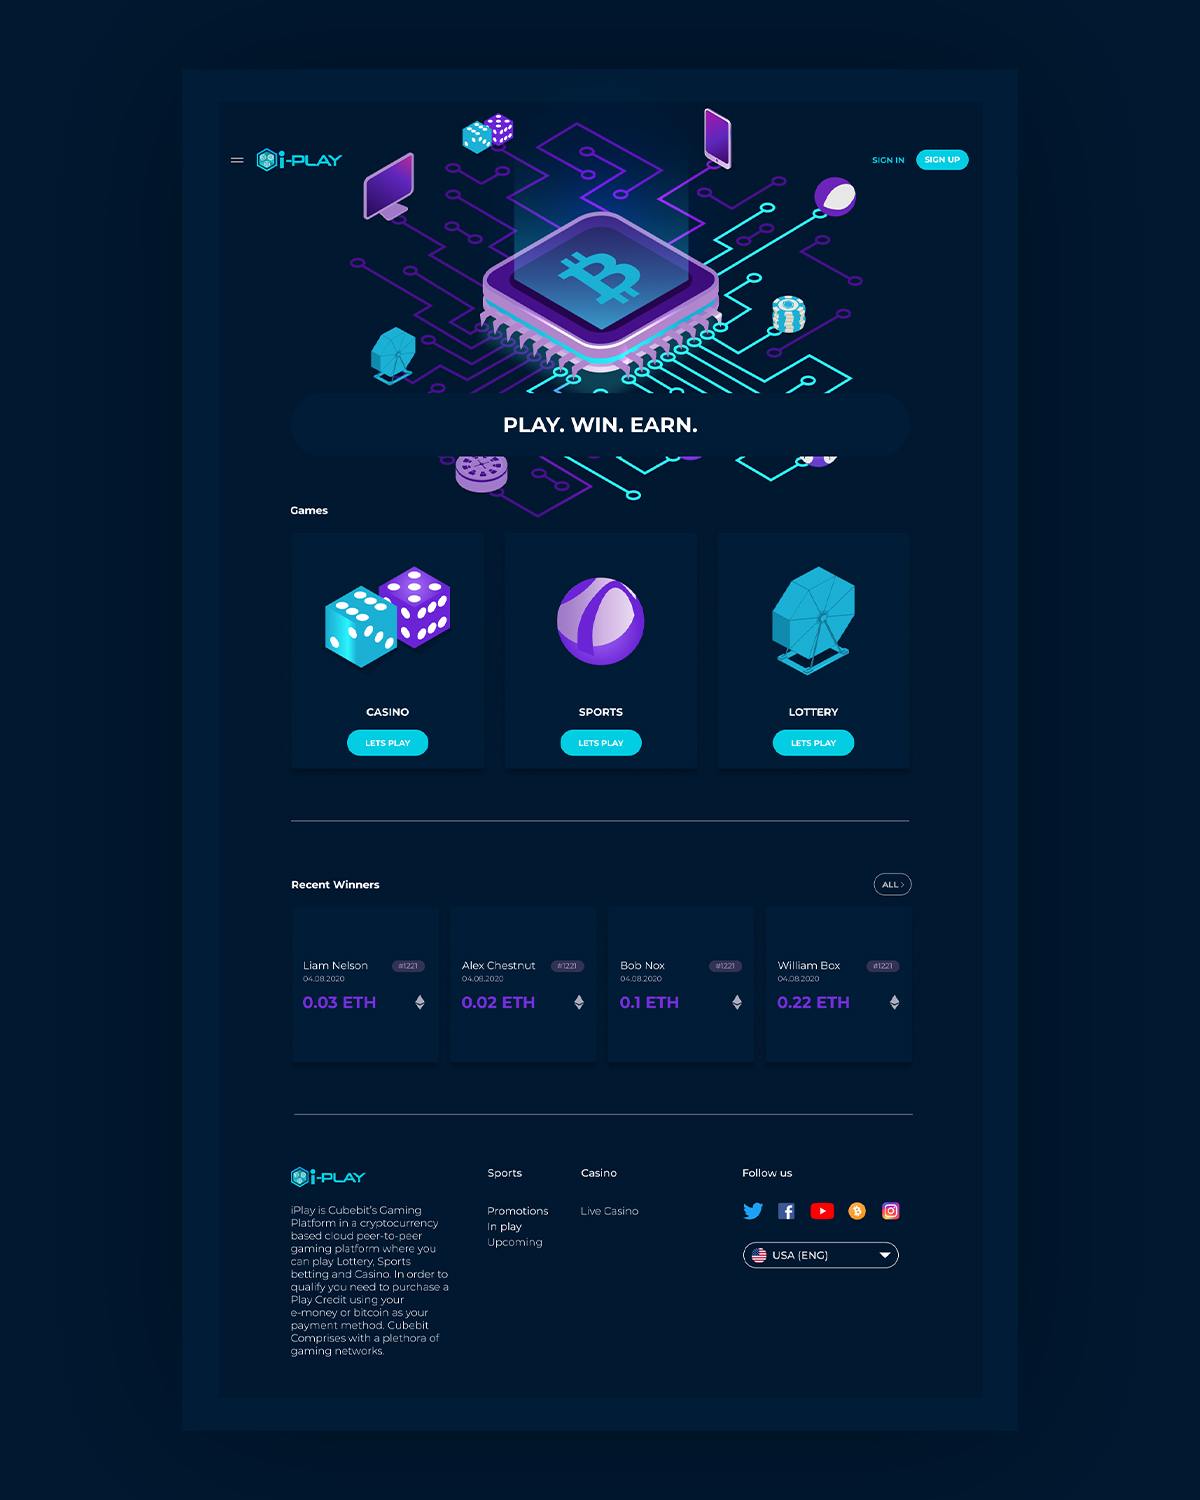 i-PLAY
SIGN IN
SIGN UP
PLAY. WIN. EARN.
Games
CASINO
SPORTS
LOTTERY
LETS PLAY
LETS PLAY
LETS PLAY
Recent Winners
ALL >
Liam Nelson
#1221
04.08.2020
0.03 ETH
Alex Chestnut
#1221
04.08.2020
0.02 ETH
Bob Nox
#1221
04.08.2020
0.1 ETH
William Box
#1221
04.08.2020
0.22 ETH
i-PLAY
iPlay is Cubebit's Gaming
Platform in a cryptocurrency
based cloud peer-to-peer
gaming platform where you
can play Lottery, Sports
betting and Casino. In order to
qualify you need to purchase a
Play Credit using your
e-money or bitcoin as your
payment method. Cubebit
Comprises with a plethora of
gaming networks.
Sports
Promotions
In play
Upcoming
Casino
Live Casino
Follow us
USA (ENG)